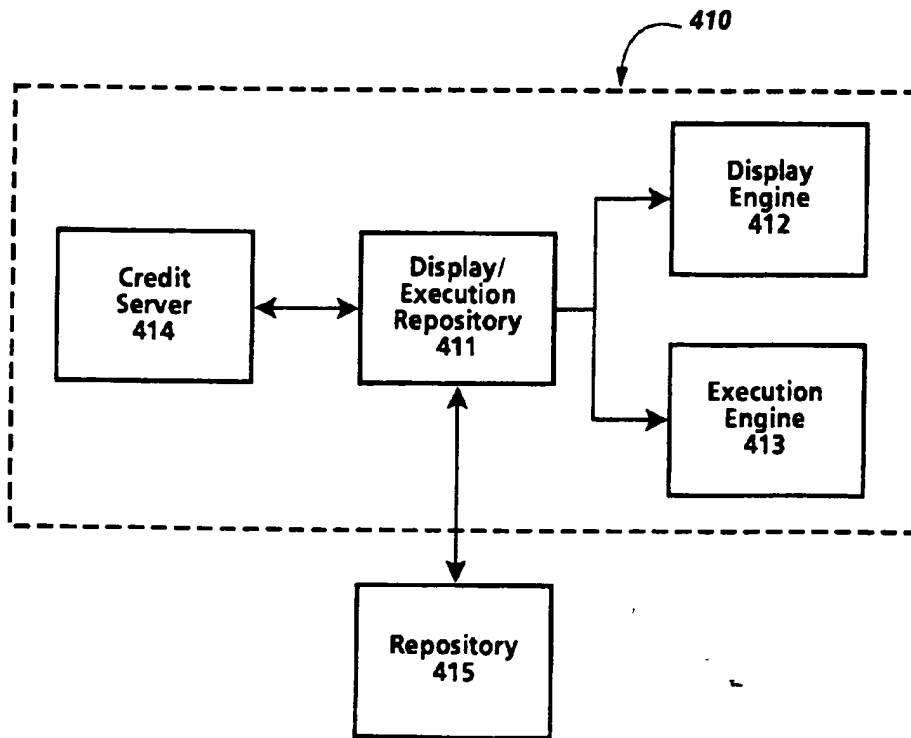 410
Display
Engine
412
Credit
Server
414
Display/
Execution
Repository
411
Execution
Engine
413
Repository
415